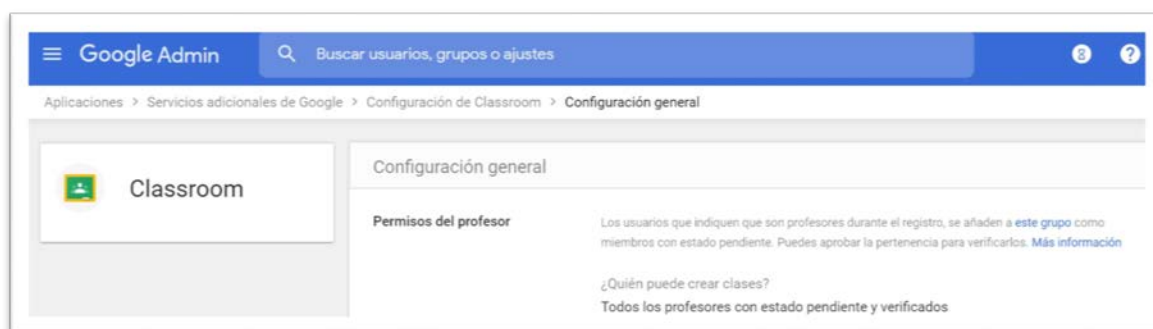 Google Admin
Buscar usuarios, grupos o ajustes
8
?
Aplicaciones > Servicios adicionales de Google > Configuración de Classroom > Configuración general
Classroom
Configuración general
Permisos del profesor
Los usuarios que indiquen que son profesores durante el registro, se añaden a este grupo como
miembros con estado pendiente. Puedes aprobar la pertenencia para verificarlos. Más información
¿Quién puede crear clases?
Todos los profesores con estado pendiente y verificados